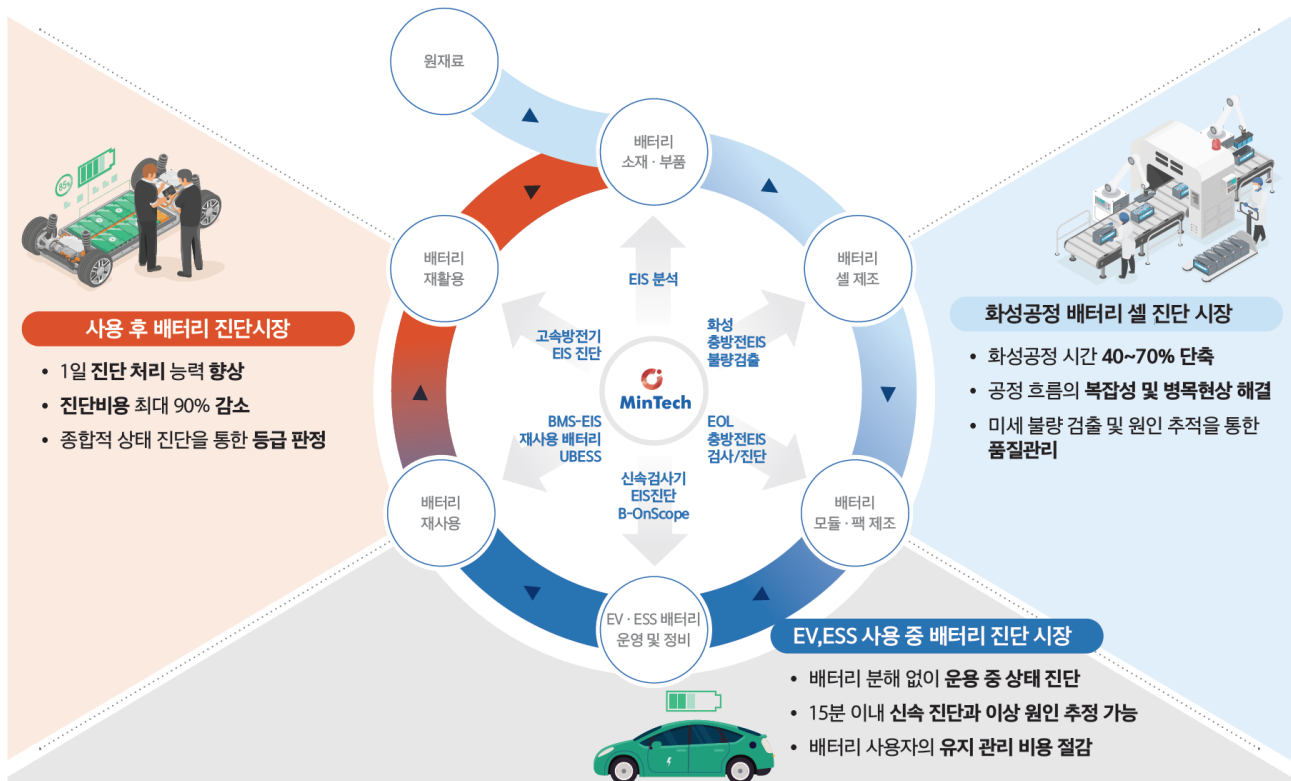 원재료
배터리
소재 · 부품
배터리
셀 제조
배터리
모듈 · 팩 제조
EV · ESS 배터리
운영 및 정비
배터리
재사용
배터리
재활용
EIS 분석
화성
충방전EIS
불량검출
EOL
충방전EIS
검사/진단
신속검사기
EIS진단
B-OnScope
BMS-EIS
재사용 배터리
UBESS
고속방전기
EIS 진단
MinTech
85%
사용 후 배터리 진단시장
• 1일 진단 처리 능력 향상
• 진단비용 최대 90% 감소
• 종합적 상태 진단을 통한 등급 판정
화성공정 배터리 셀 진단 시장
• 화성공정 시간 40~70% 단축
• 공정 흐름의 복잡성 및 병목현상 해결
• 미세 불량 검출 및 원인 추적을 통한
품질관리
EV,ESS 사용 중 배터리 진단 시장
• 배터리 분해 없이 운용 중 상태 진단
• 15분 이내 신속 진단과 이상 원인 추정 가능
• 배터리 사용자의 유지 관리 비용 절감